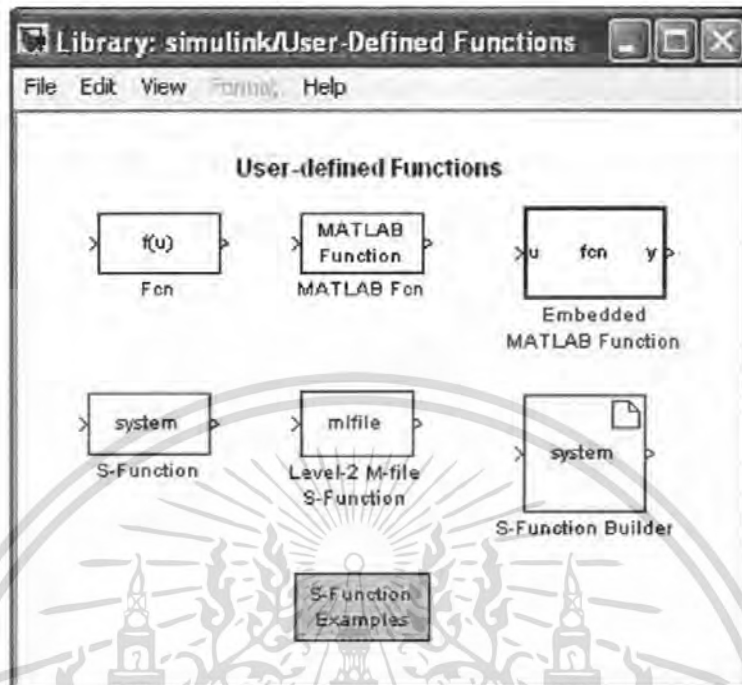 Library: simulink/User-Defined Functions
File Edit View Format Help
User-defined Functions
f(u)
Fcn
MATLAB
Function
MATLAB Fcn
u fcn y
Embedded
MATLAB Function
system
S-Function
mlfile
Level-2 M-file
S-Function
system
S-Function Builder
S-Function
Examples